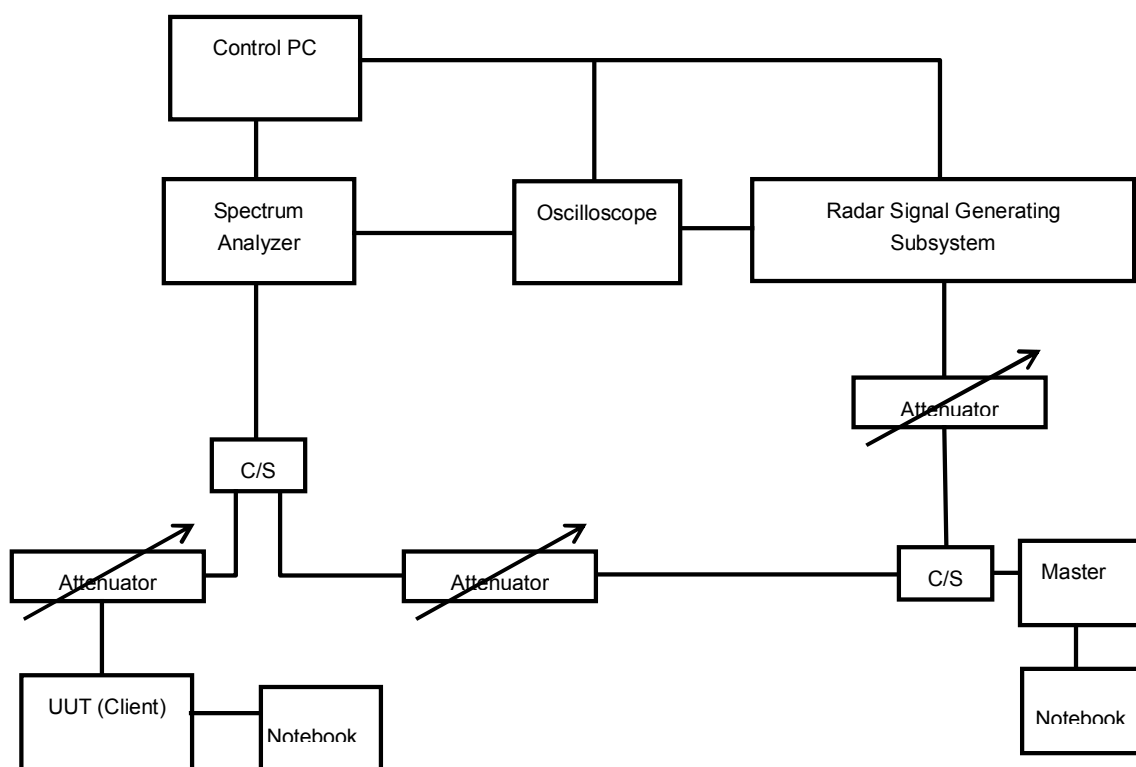 Control PC
Spectrum
Analyzer
Oscilloscope
Radar Signal Generating
Subsystem
Attenuator
C/S
Attenuator
Attenuator
C/S
Master
UUT (Client)
Notebook
Notebook